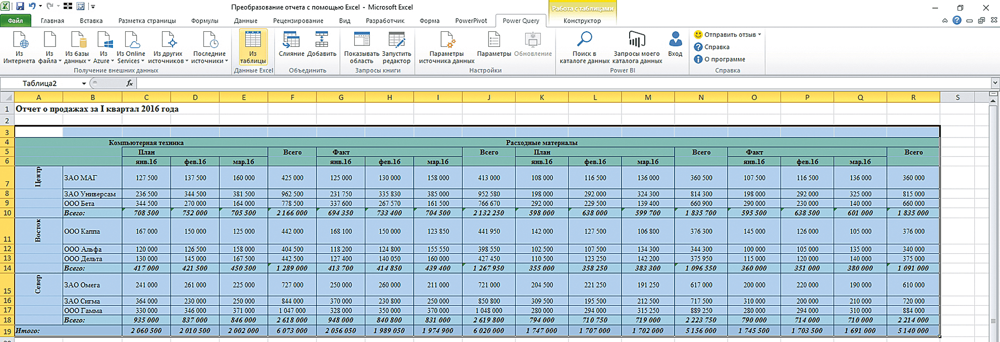 Преобразование отчета с помощью Excel - Microsoft Excel
Работа с таблицами
Файл Главная Вставка Разметка страницы Формулы Данные Рецензирование Вид Разработчик Форма PowerPivot Power Query Конструктор
Из Интернета
Из файла
Из базы данных
Из Azure
Из Online Services
Из других источников
Последние источники
Получение внешних данных
Из таблицы
Данные Excel
Слияние
Добавить
Объединить
Показывать область
Запустить редактор
Запросы книги
Параметры источника данных
Параметры
Обновление
Настройки
Поиск в каталоге данных
Запросы моего каталога данных
Вход
Power BI
Отправить отзыв
Справка
О программе
Справка
Таблица2 fx
A B C D E F G H I J K L M N O P Q R S
1 Отчет о продажах за I квартал 2016 года
2
3
4 Компьютерная техника Расходные материалы
5 План Всего Факт Всего План Всего Факт Всего
6 янв.16 фев.16 мар.16 янв.16 фев.16 мар.16 янв.16 фев.16 мар.16 янв.16 фев.16 мар.16
7 Центр ЗАО МАГ 127 500 137 500 160 000 425 000 125 000 130 000 158 000 413 000 108 000 116 500 136 000 360 500 107 500 116 500 136 000 360 000
8 ЗАО Универсам 236 500 344 500 381 500 962 500 231 750 335 830 385 000 952 580 198 000 292 000 324 300 814 300 198 000 292 000 325 000 815 000
9 ООО Бета 344 500 270 000 164 000 778 500 337 600 267 570 161 500 766 670 292 000 229 500 139 400 660 900 290 000 230 000 140 000 660 000
10 Всего: 708 500 752 000 705 500 2 166 000 694 350 733 400 704 500 2 132 250 598 000 638 000 599 700 1 835 700 595 500 638 500 601 000 1 835 000
11 Восток ООО Каппа 167 000 150 000 125 000 442 000 168 100 150 000 123 850 441 950 142 000 127 500 106 800 376 300 145 000 126 000 105 000 376 000
12 ООО Альфа 120 000 126 500 158 000 404 500 118 200 124 800 155 550 398 550 102 500 107 500 134 300 344 300 100 000 105 000 135 000 340 000
13 ООО Дельта 130 000 145 000 167 500 442 500 127 400 140 050 160 000 427 450 110 500 123 250 142 200 375 950 115 000 120 000 140 000 375 000
14 Всего: 417 000 421 500 450 500 1 289 000 413 700 414 850 439 400 1 267 950 355 000 358 250 383 300 1 096 550 360 000 351 000 380 000 1 091 000
15 Север ЗАО Омега 241 000 261 000 225 000 727 000 250 000 260 000 211 000 721 000 204 500 221 250 191 250 617 000 200 000 220 000 190 000 610 000
16 ЗАО Сигма 364 000 230 000 250 000 844 000 370 000 230 800 250 000 850 800 309 500 195 500 212 500 717 500 310 000 200 000 210 000 720 000
17 ООО Гамма 330 000 346 000 371 000 1 047 000 328 000 350 000 370 000 1 048 000 280 000 294 000 315 250 889 250 280 000 294 000 310 000 884 000
18 Всего: 935 000 837 000 846 000 2 618 000 948 000 840 800 831 000 2 619 800 794 000 710 750 719 000 2 223 750 790 000 714 000 710 000 2 214 000
19 Итого: 2 060 500 2 010 500 2 002 000 6 073 000 2 056 050 1 989 050 1 974 900 6 020 000 1 747 000 1 707 000 1 702 000 5 156 000 1 745 500 1 703 500 1 691 000 5 140 000